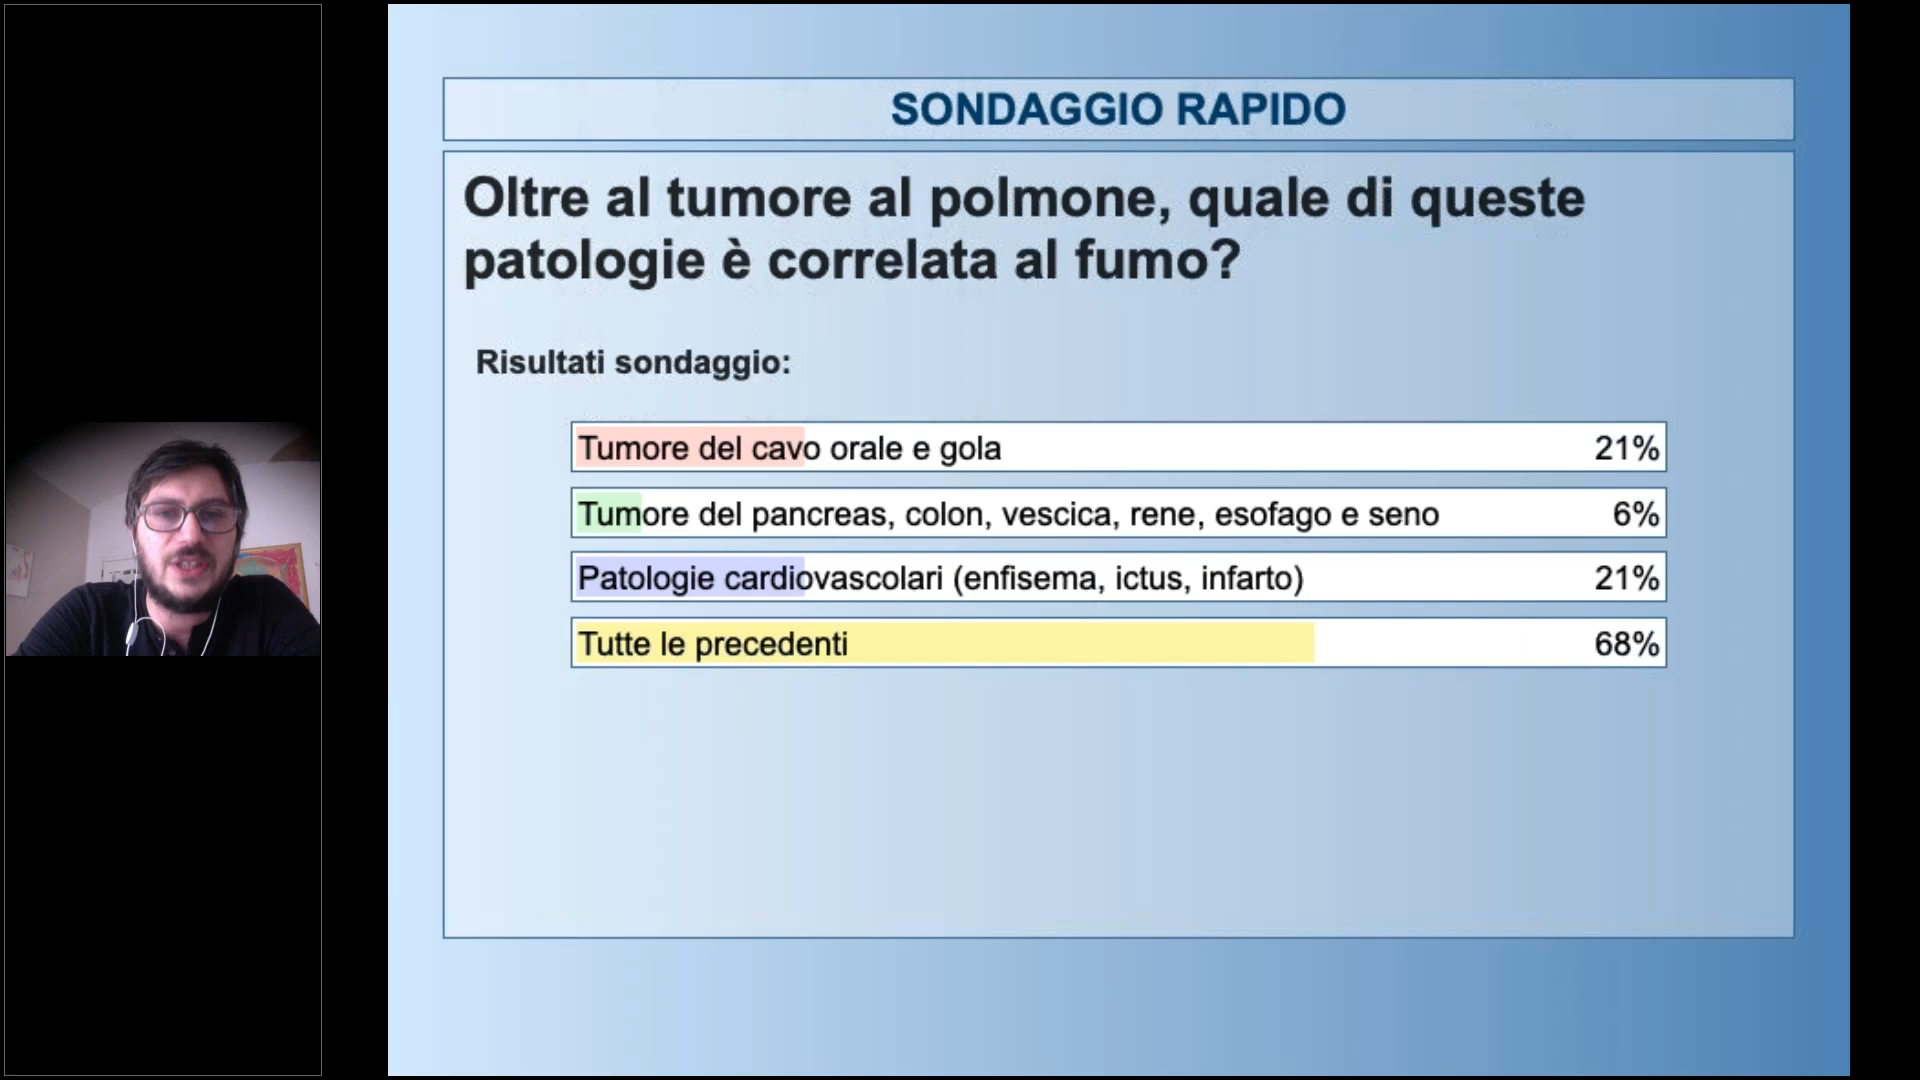 SONDAGGIO RAPIDO
Oltre al tumore al polmone, quale di queste
patologie è correlata al fumo?
Risultati sondaggio:
Tumore del cavo orale e gola 21%
Tumore del pancreas, colon, vescica, rene, esofago e seno 6%
Patologie cardiovascolari (enfisema, ictus, infarto) 21%
Tutte le precedenti 68%